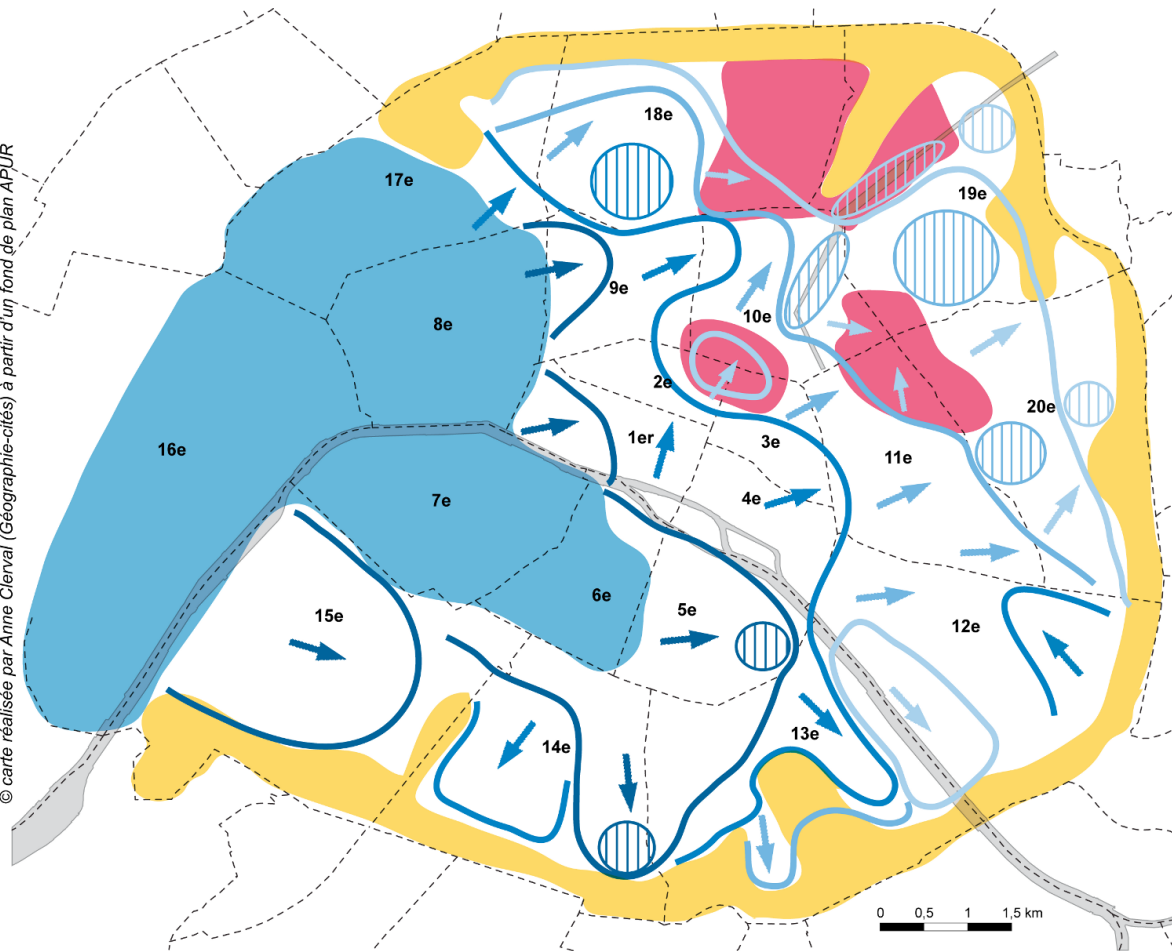 © carte réalisée par Anne Clerval (Géographie-cités) à partir d'un fond de plan APUR
18e
17e
19e
9e
8e
10e
2e
20e
1er
3e
16e
11e
7e
4e
6e
5e
15e
12e
13e
14e
0 0,5 1 1,5 km